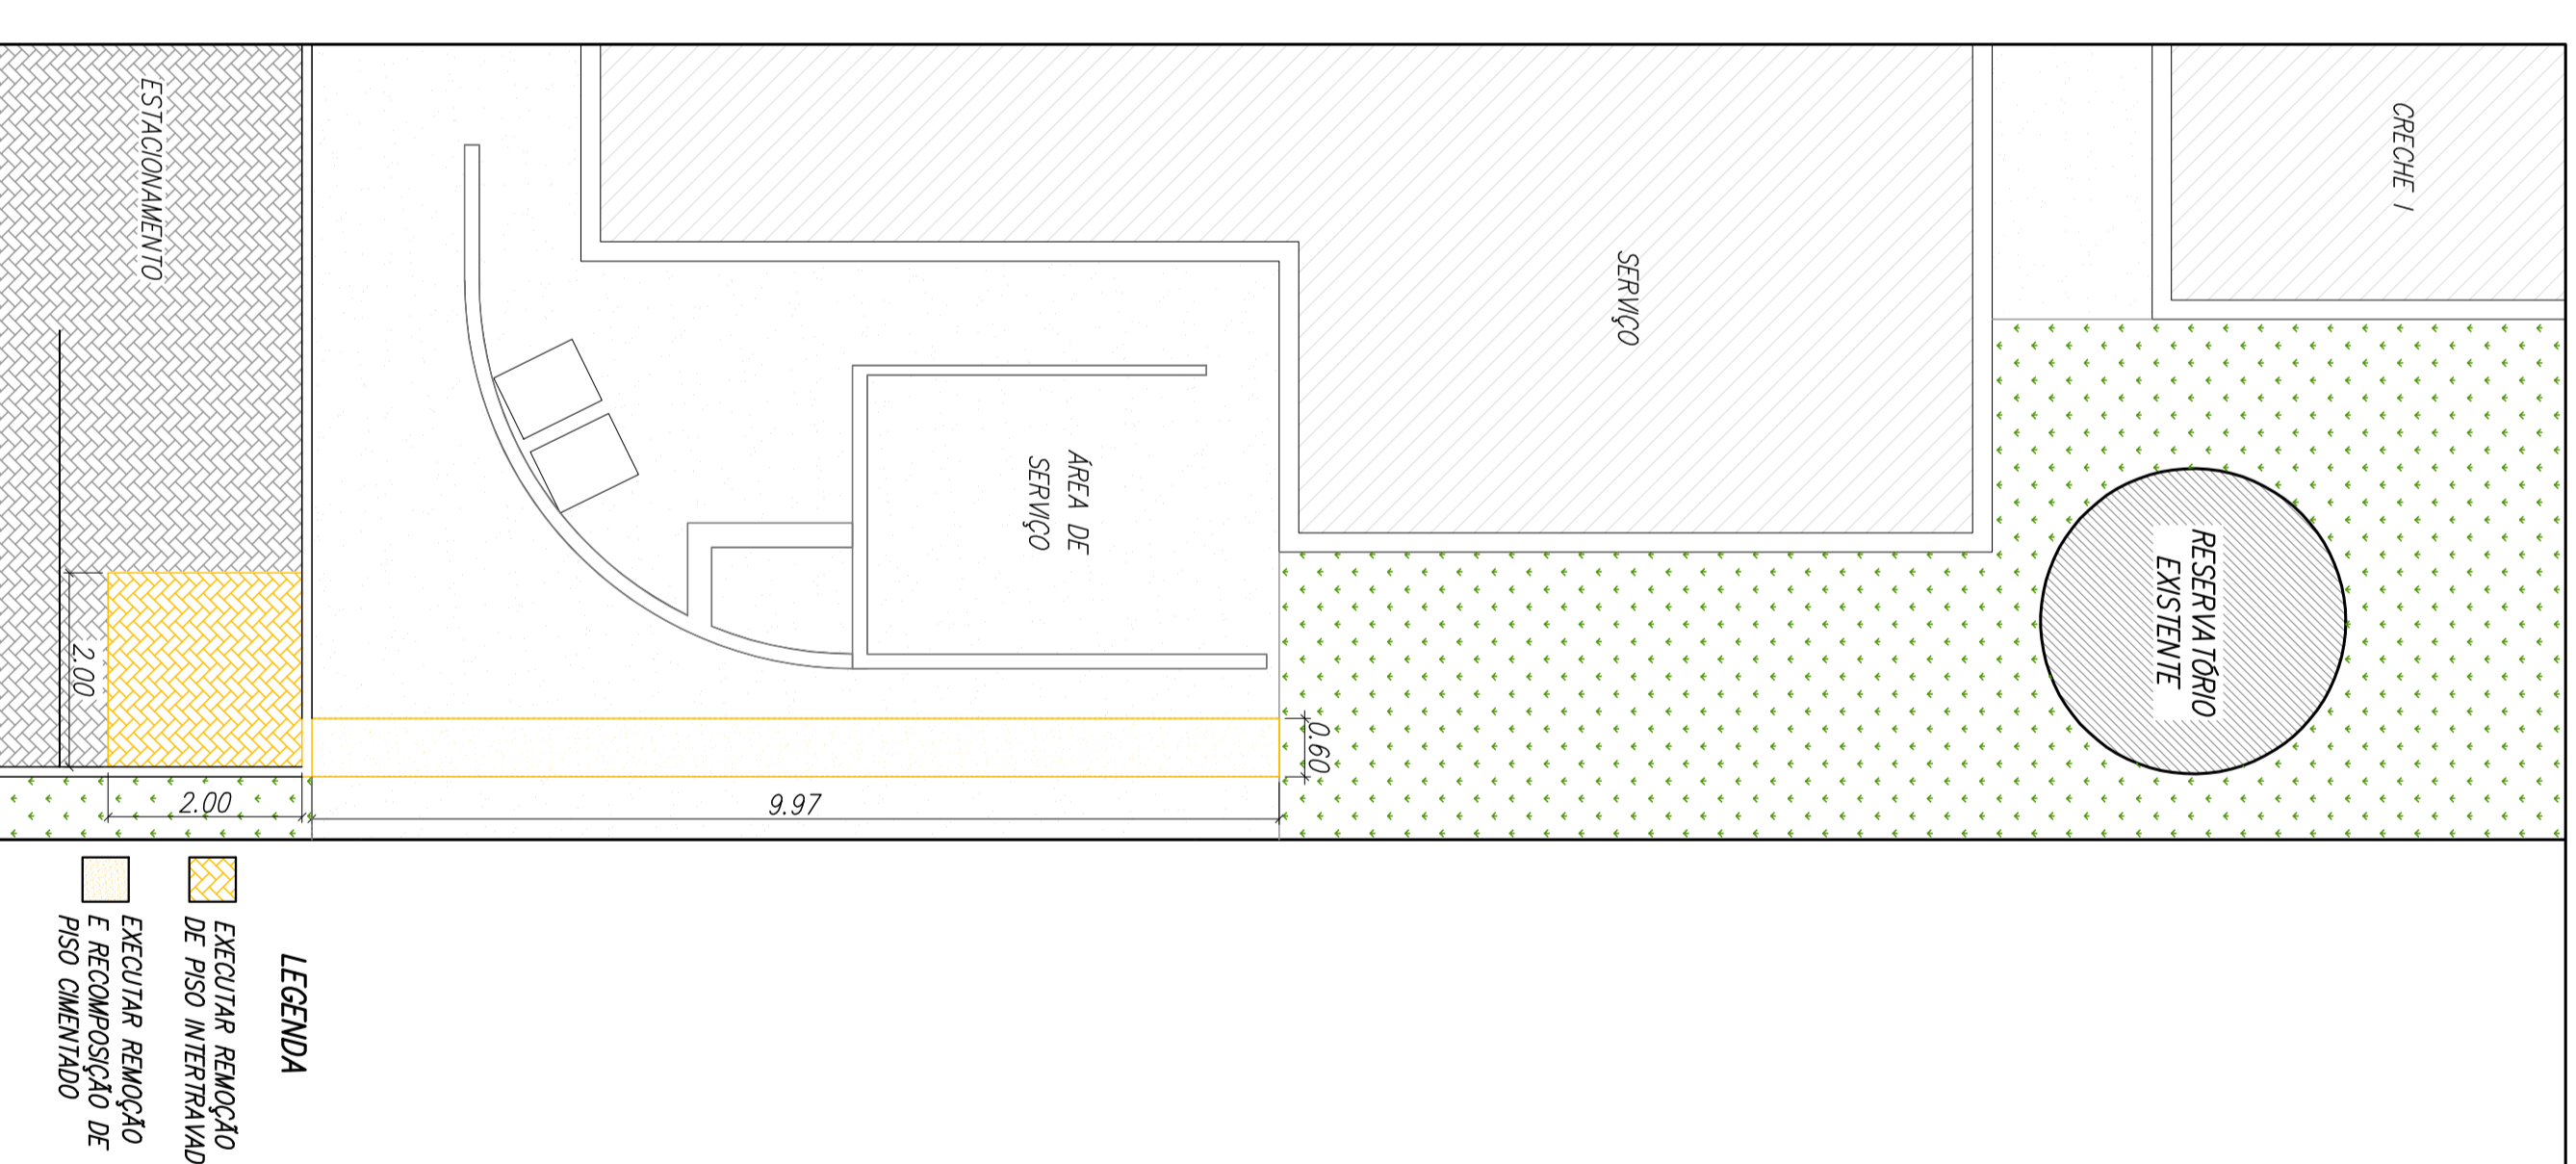 ESTACIONAMENTO
CRECHE I
SERVIÇO
ÁREA DE
SERVIÇO
RESERVATÓRIO
EXISTENTE
0.60
2.00
2.00
9.97
LEGENDA
EXECUTAR REMOÇÃO
DE PISO INTERTRAVAD
EXECUTAR REMOÇÃO
E RECOMPOSIÇÃO DE
PISO CIMENTADO